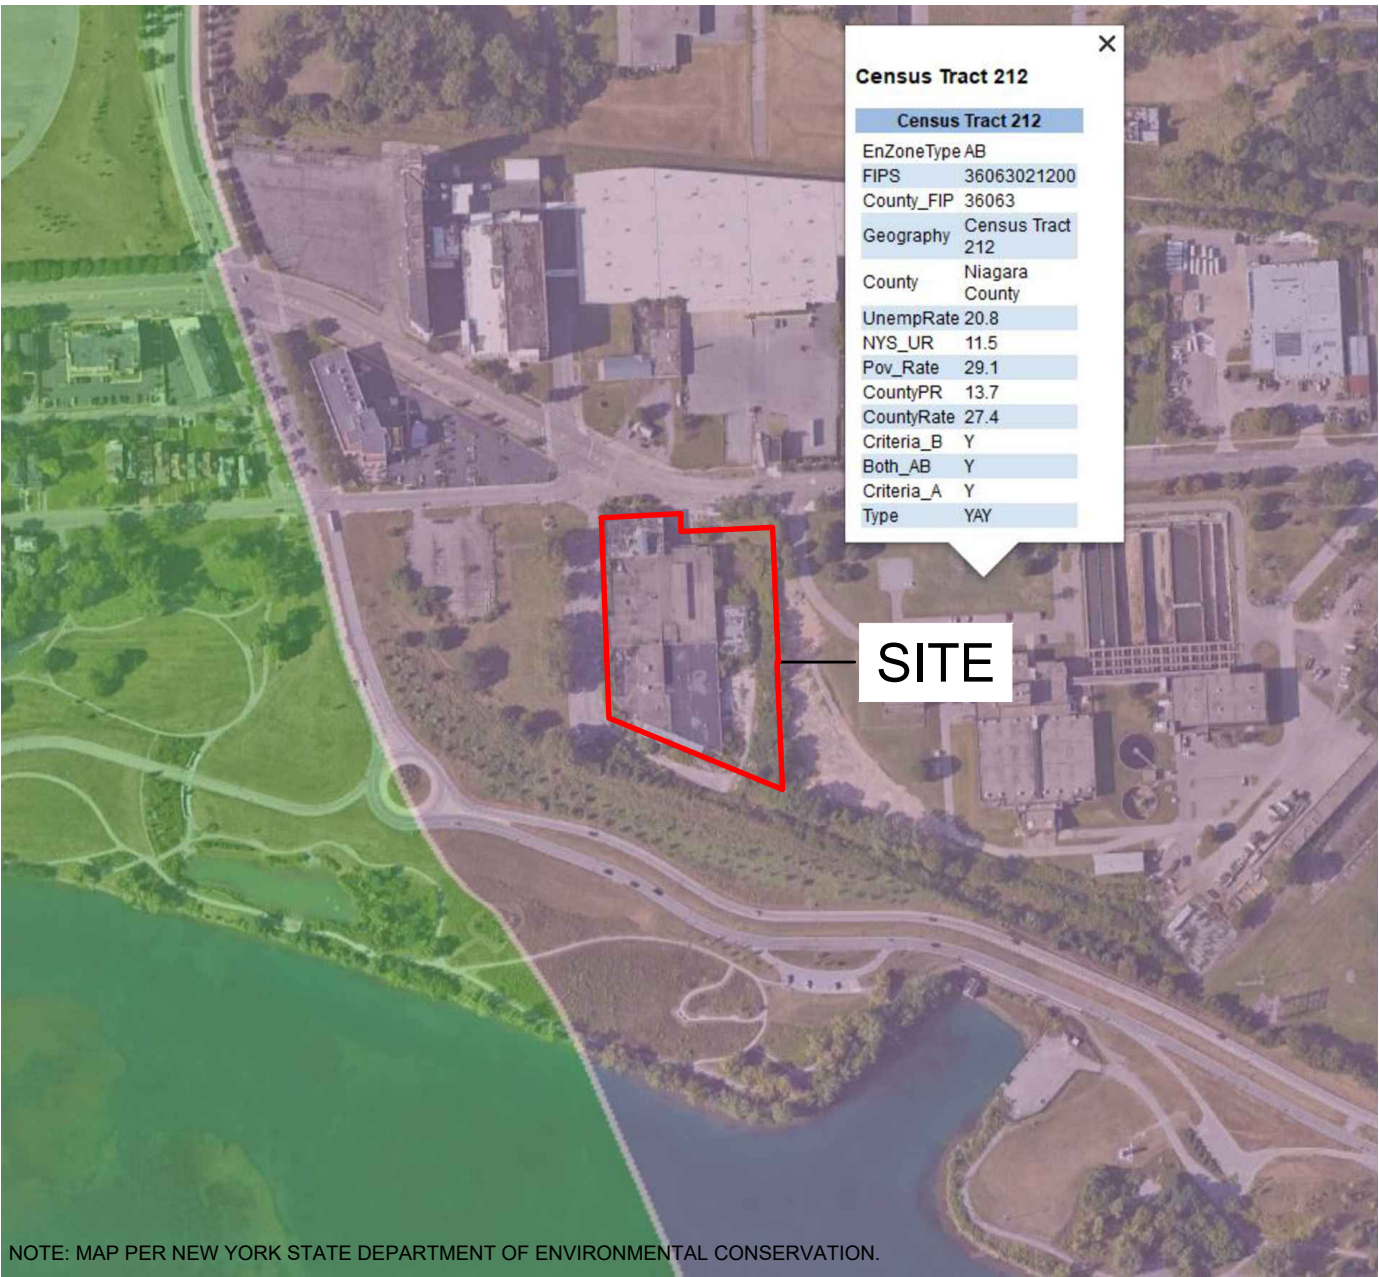 ×
Census Tract 212
Census Tract 212
EnZoneType AB
FIPS 36063021200
County_FIP 36063
Geography Census Tract
212
County Niagara
County
UnempRate 20.8
NYS_UR 11.5
Pov_Rate 29.1
CountyPR 13.7
CountyRate 27.4
Criteria_B Y
Both_AB Y
Criteria_A Y
Type YAY
SITE
NOTE: MAP PER NEW YORK STATE DEPARTMENT OF ENVIRONMENTAL CONSERVATION.